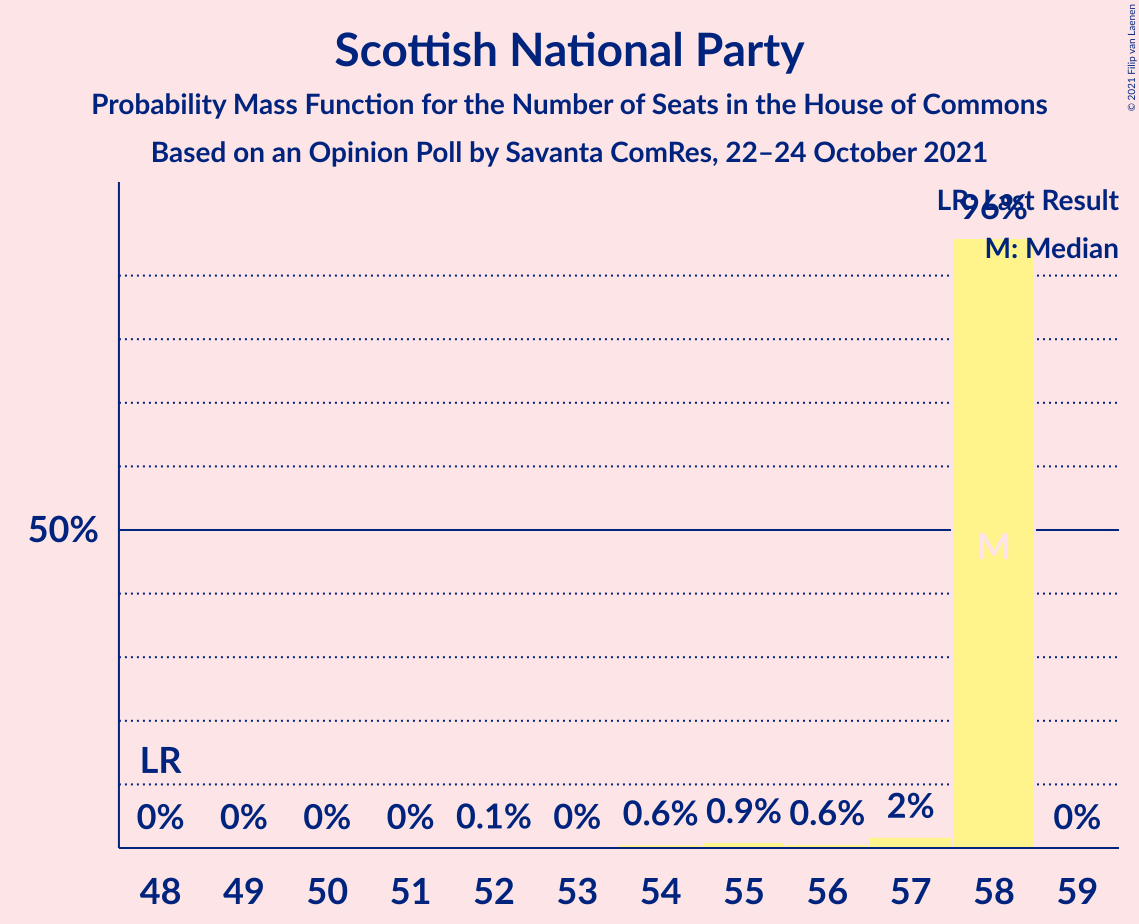 Scottish National Party
Probability Mass Function for the Number of Seats in the House of Commons
Based on an Opinion Poll by Savanta ComRes, 22–24 October 2021
© 2021 Filip van Laenen
LR: Last Result
96%
M: Median
50%
M
LR
0% 0% 0% 0% 0.1% 0% 0.6% 0.9% 0.6% 2% 0%
48 49 50 51 52 53 54 55 56 57 58 59